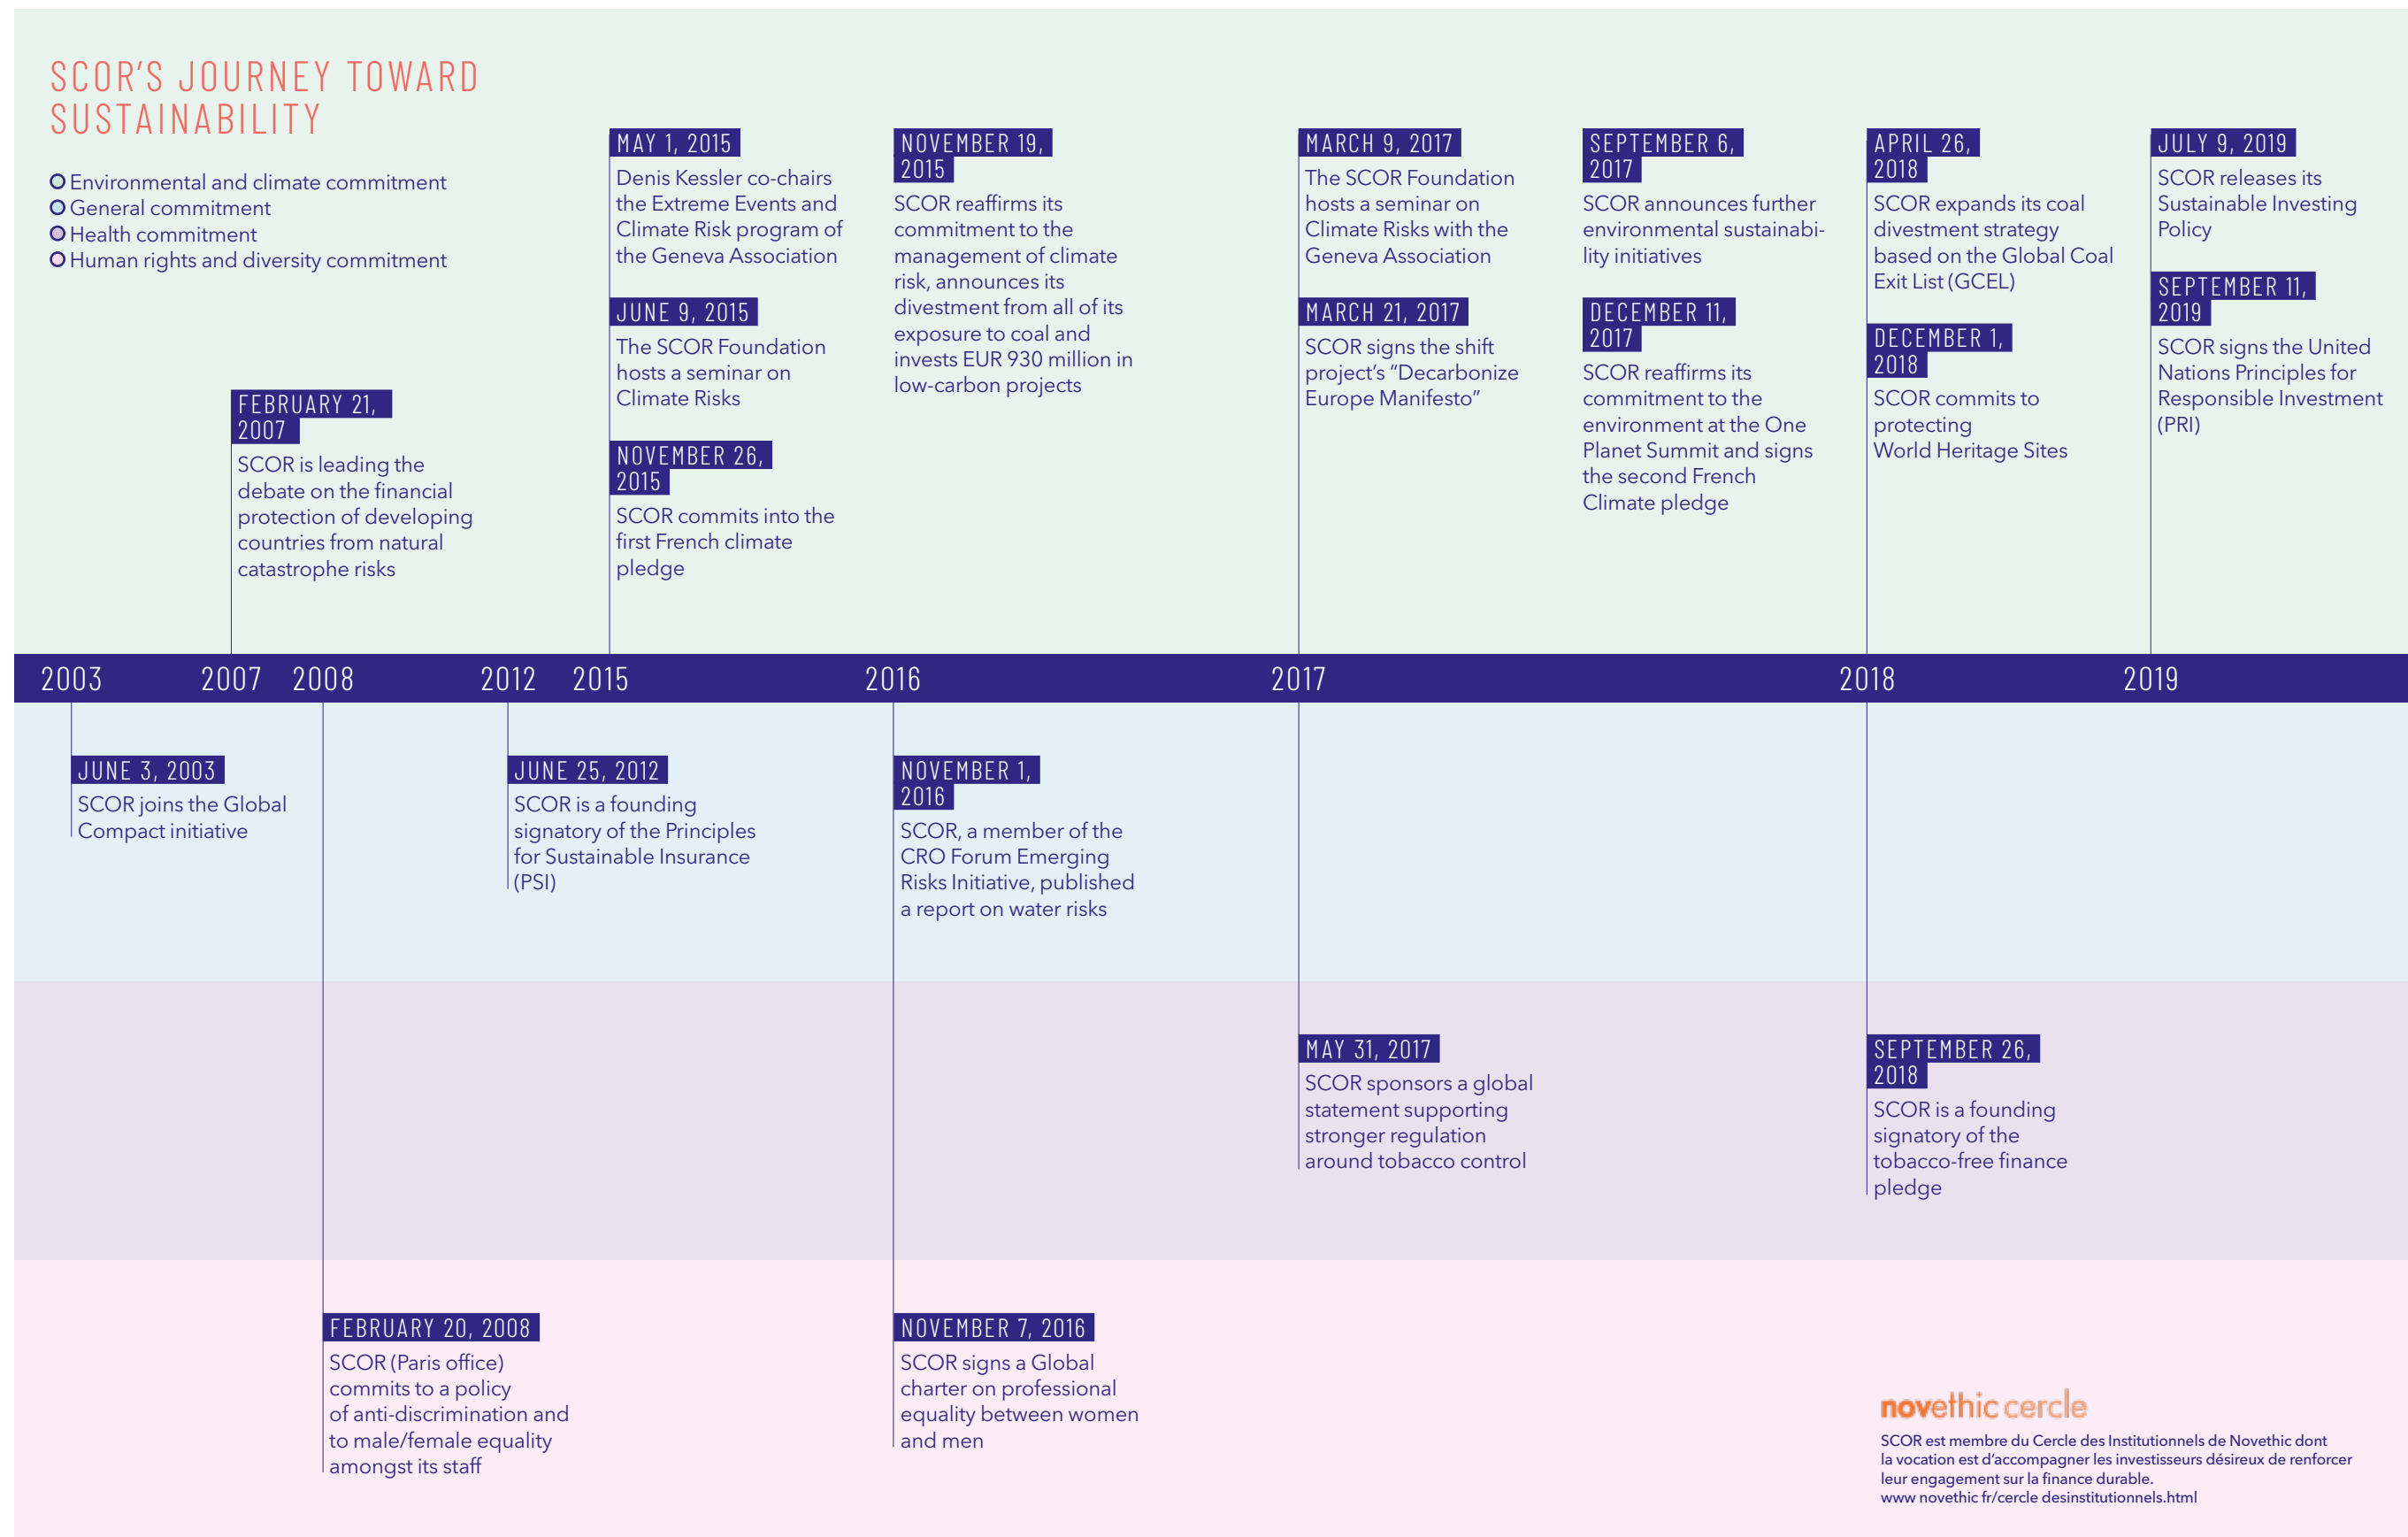 SCOR'S JOURNEY TOWARD
SUSTAINABILITY
Environmental and climate commitment
General commitment
Health commitment
Human rights and diversity commitment
FEBRUARY 21,
2007
SCOR is leading the
debate on the financial
protection of developing
countries from natural
catastrophe risks
MAY 1, 2015
Denis Kessler co-chairs
the Extreme Events and
Climate Risk program of
the Geneva Association
JUNE 9, 2015
The SCOR Foundation
hosts a seminar on
Climate Risks
NOVEMBER 26,
2015
SCOR commits into the
first French climate
pledge
NOVEMBER 19,
2015
SCOR reaffirms its
commitment to the
management of climate
risk, announces its
divestment from all of its
exposure to coal and
invests EUR 930 million in
low-carbon projects
MARCH 9, 2017
The SCOR Foundation
hosts a seminar on
Climate Risks with the
Geneva Association
MARCH 21, 2017
SCOR signs the shift
project's “Decarbonize
Europe Manifesto”
SEPTEMBER 6,
2017
SCOR announces further
environmental sustainabi-
lity initiatives
DECEMBER 11,
2017
SCOR reaffirms its
commitment to the
environment at the One
Planet Summit and signs
the second French
Climate pledge
APRIL 26,
2018
SCOR expands its coal
divestment strategy
based on the Global Coal
Exit List (GCEL)
DECEMBER 1,
2018
SCOR commits to
protecting
World Heritage Sites
JULY 9, 2019
SCOR releases its
Sustainable Investing
Policy
SEPTEMBER 11,
2019
SCOR signs the United
Nations Principles for
Responsible Investment
(PRI)
2003 2007 2008 2012 2015 2016 2017 2018 2019
JUNE 3, 2003
SCOR joins the Global
Compact initiative
JUNE 25, 2012
SCOR is a founding
signatory of the Principles
for Sustainable Insurance
(PSI)
NOVEMBER 1,
2016
SCOR, a member of the
CRO Forum Emerging
Risks Initiative, published
a report on water risks
MAY 31, 2017
SCOR sponsors a global
statement supporting
stronger regulation
around tobacco control
SEPTEMBER 26,
2018
SCOR is a founding
signatory of the
tobacco-free finance
pledge
FEBRUARY 20, 2008
SCOR (Paris office)
commits to a policy
of anti-discrimination and
to male/female equality
amongst its staff
NOVEMBER 7, 2016
SCOR signs a Global
charter on professional
equality between women
and men
novethic cercle
SCOR est membre du Cercle des Institutionnels de Novethic dont
la vocation est d'accompagner les investisseurs désireux de renforcer
leur engagement sur la finance durable.
www novethic fr/cercle desinstitutionnels.html